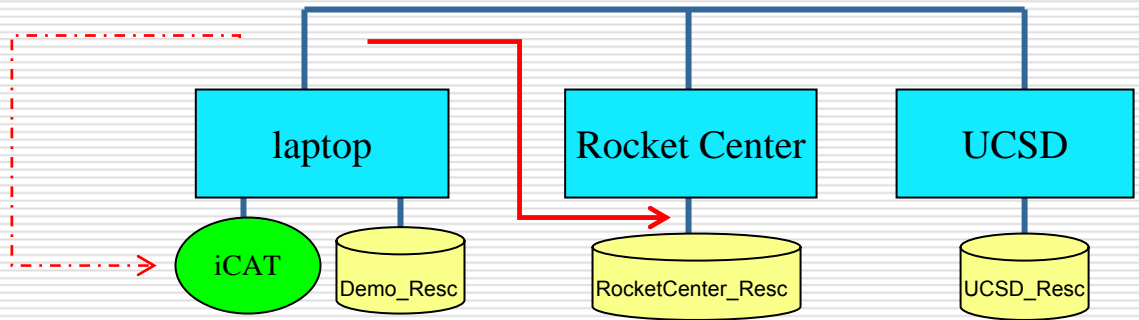 laptop
Rocket Center
UCSD
iCAT
Demo_Resc
RocketCenter_Resc
UCSD_Resc